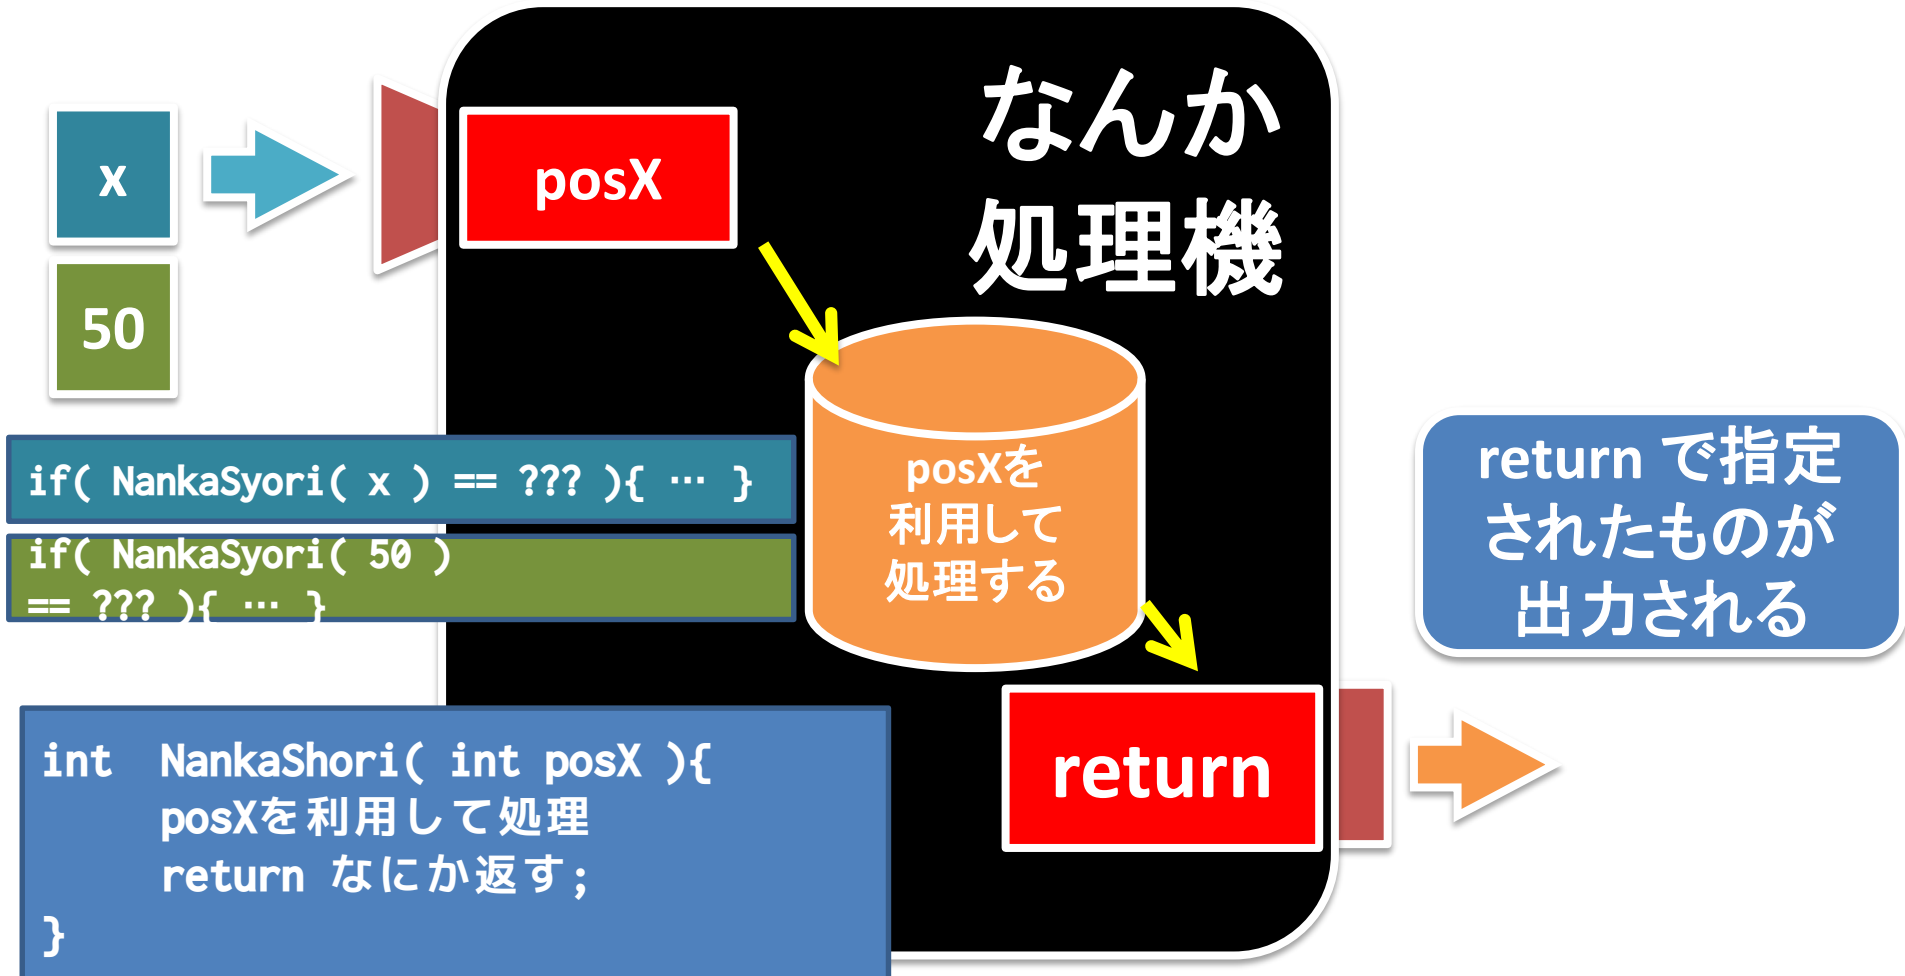 x
50
posX
なんか
処理機
posXを
利用して
処理する
if( NankaSyori( x ) == ??? ){ … }
if( NankaSyori( 50 )
== ??? ){ … }
int  NankaShori( int posX ){
posXを利用して処理
return なにか返す;
}
return
return で指定
されたものが
出力される